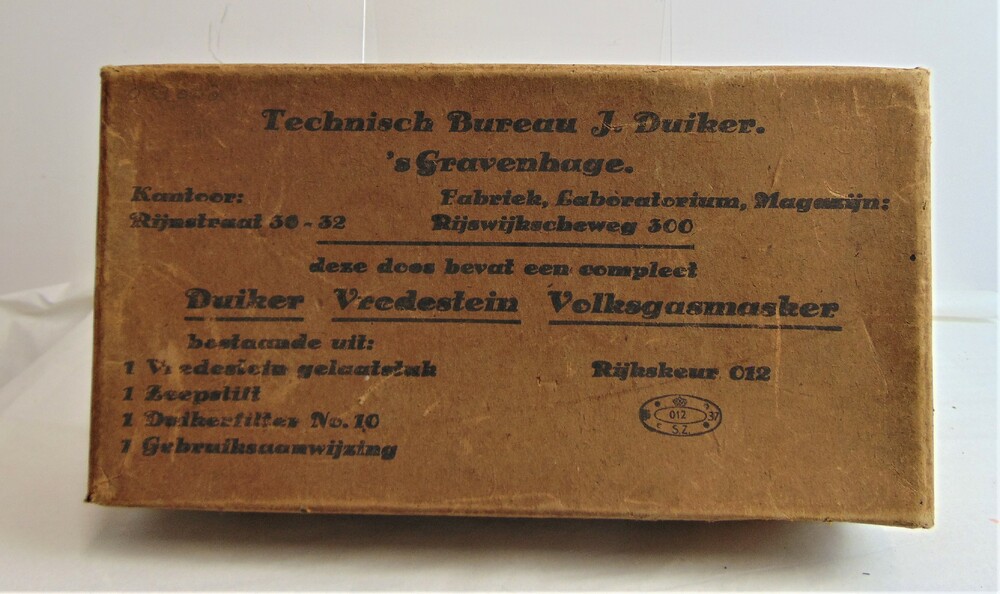 Technisch Bureau J. Duiker.
'sGravenhage.
Kantoor: Fabriek, Laboratorium, Magazijn:
Rijnstraat 30-32 Rijswijkscheweg 300
deze doos bevat een compleet
Duiker Vredestein Volksgasmasker
bestaande uit:
1 Vredestein gelaatstuk Rijkskeur 012
1 Zeepstift
1 Duikerfilter No. 10
1 Gebruiksaanwijzing
012
37
S.Z.